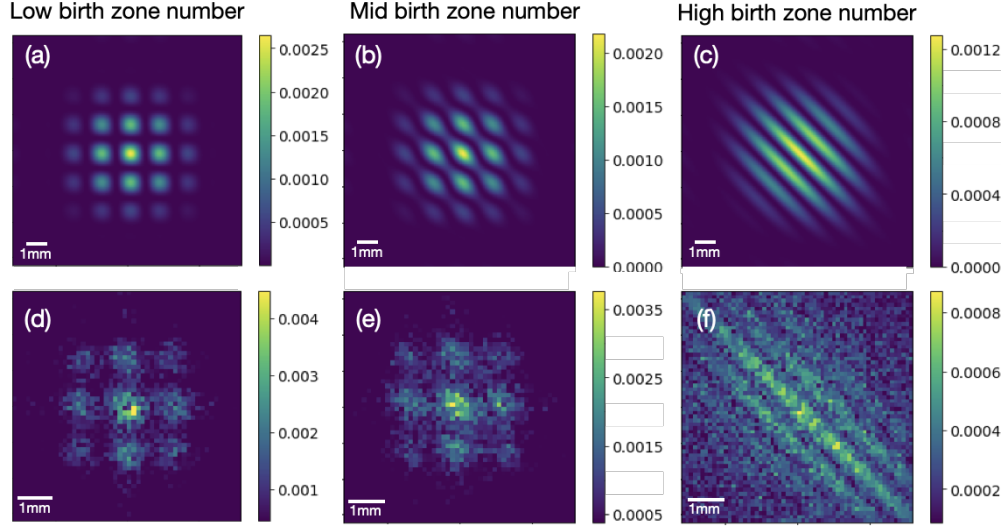 Low birth zone number
Mid birth zone number
High birth zone number
(a)
1mm
0.0025
0.0020
0.0015
0.0010
0.0005
(b)
1mm
0.0020
0.0015
0.0010
0.0005
0.0000
(c)
1mm
0.0012
0.0008
0.0004
0.0000
(d)
1mm
0.004
0.003
0.002
0.001
(e)
1mm
0.0035
0.0025
0.0015
0.0005
(f)
1mm
0.0008
0.0006
0.0004
0.0002